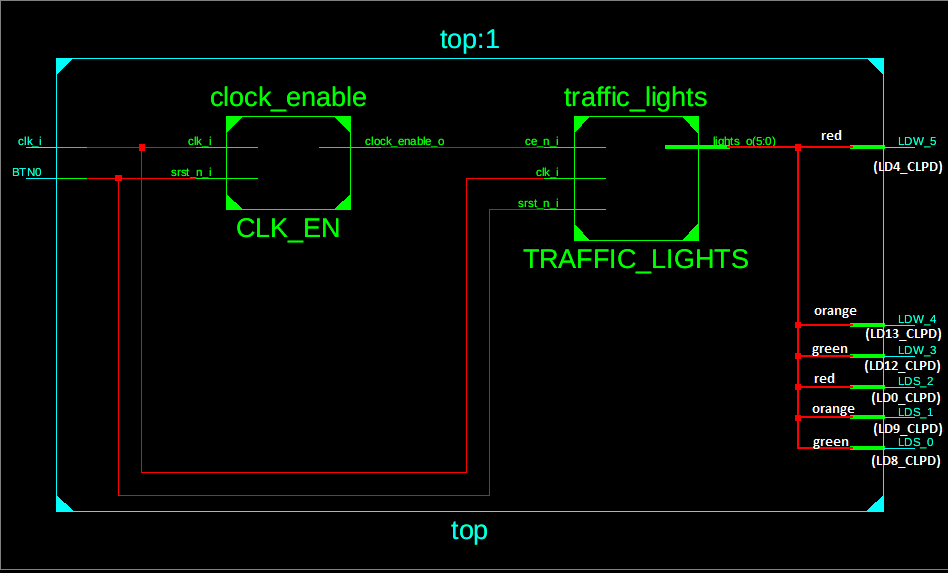 top:1
clock_enable
traffic_lights
clk_i
clk_i
clock_enable_o
ce_n_i
lights_o(5:0)
red
LDW_5
(LD4_CLPD)
BTN0
srst_n_i
clk_i
srst_n_i
CLK_EN
TRAFFIC_LIGHTS
orange
LDW_4
(LD13_CLPD)
green
LDW_3
(LD12_CLPD)
red
LDS_2
(LD0_CLPD)
orange
LDS_1
(LD9_CLPD)
green
LDS_0
(LD8_CLPD)
top